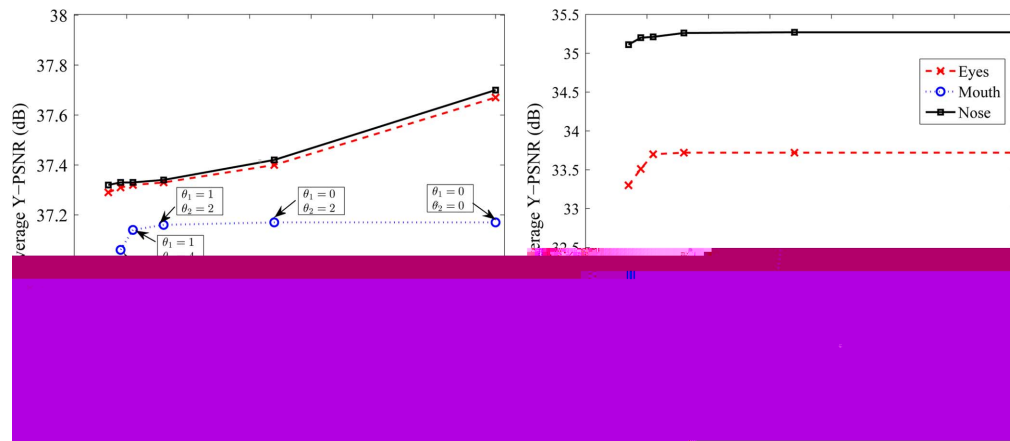 38
37.8
37.6
37.4
37.2
Average Y−PSNR (dB)
θ1 = 1
θ2 = 2
θ1 = 0
θ2 = 2
θ1 = 0
θ2 = 0
θ1 = 1
35.5
35
34.5
34
33.5
33
Y−PSNR (dB)
Eyes
Mouth
Nose